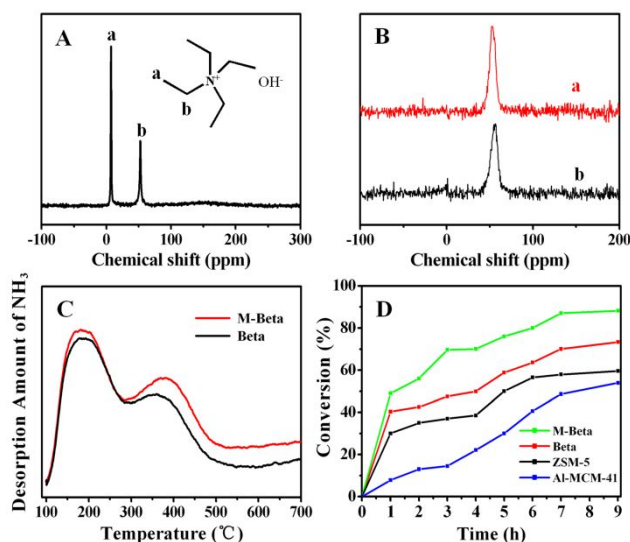 A
a
a
b
N⁺
OH⁻
b
-100 0 100 200 300
Chemical shift (ppm)
B
a
b
-100 0 100 200
Chemical shift (ppm)
C
M-Beta
Beta
Desorption Amount of NH₃
100 200 300 400 500 600 700
Temperature (℃)
D
100
80
60
40
20
0
Conversion (%)
M-Beta
Beta
ZSM-5
Al-MCM-41
0 1 2 3 4 5 6 7 8 9
Time (h)